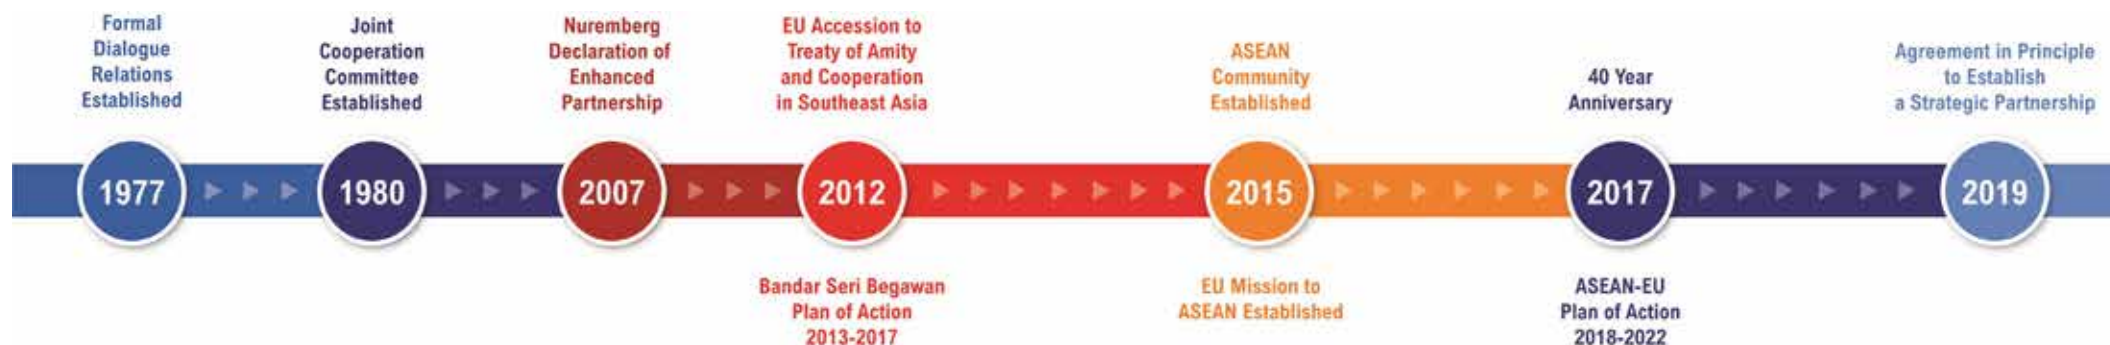 Formal
Dialogue
Relations
Established
1977
Joint
Cooperation
Committee
Established
1980
Nuremberg
Declaration of
Enhanced
Partnership
2007
EU Accession to
Treaty of Amity
and Cooperation
in Southeast Asia
2012
Bandar Seri Begawan
Plan of Action
2013-2017
ASEAN
Community
Established
2015
EU Mission to
ASEAN Established
40 Year
Anniversary
2017
ASEAN-EU
Plan of Action
2018-2022
Agreement in Principle
to Establish
a Strategic Partnership
2019